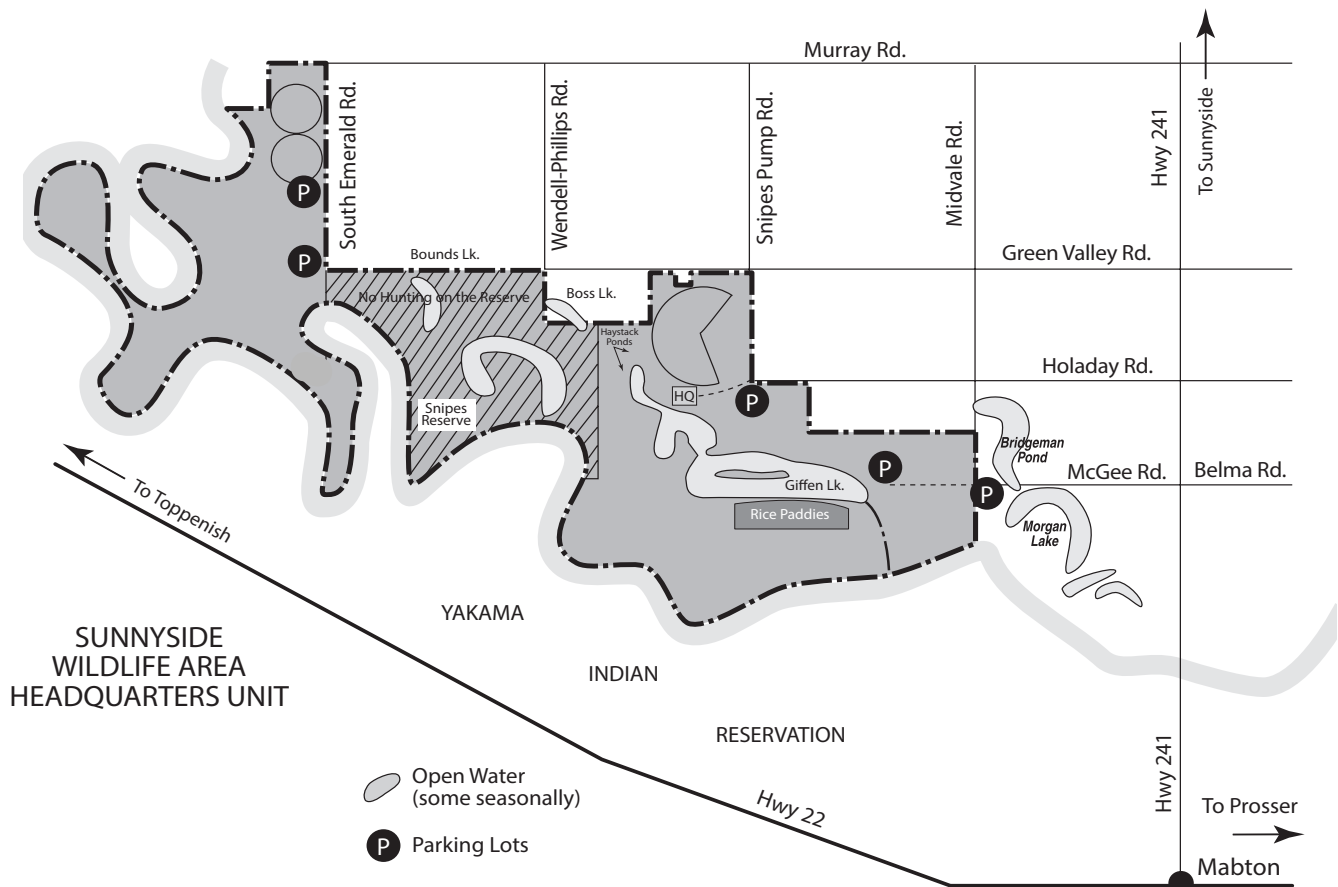 Murray Rd.
South Emerald Rd.
Wendell-Phillips Rd.
Snipes Pump Rd.
Midvale Rd.
Hwy 241
To Sunnyside
P
P
Bounds Lk.
Green Valley Rd.
No Hunting on the Reserve
Boss Lk.
Haystack
Ponds
Holaday Rd.
HQ
P
Snipes
Reserve
Bridgeman
Pond
P
McGee Rd.
Belma Rd.
Giffen Lk.
P
Rice Paddies
Morgan
Lake
To Toppenish
YAKAMA
INDIAN
RESERVATION
SUNNYSIDE
WILDLIFE AREA
HEADQUARTERS UNIT
Open Water
(some seasonally)
P
Parking Lots
Hwy 22
Hwy 241
To Prosser
Mabton